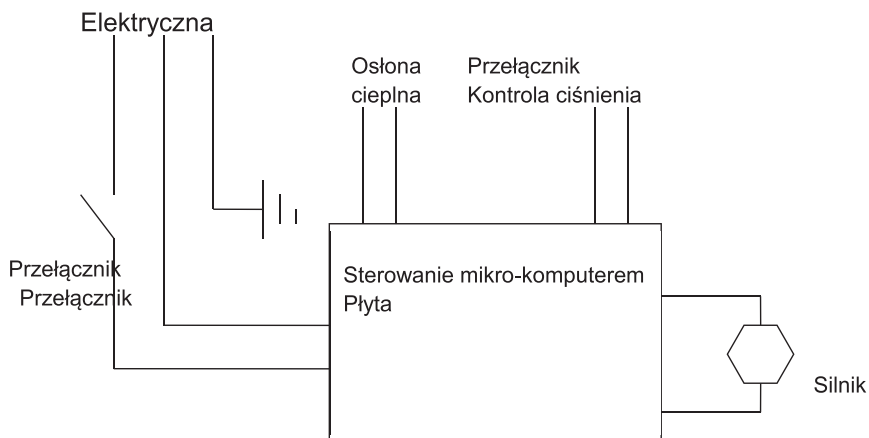 Elektryczna
Osłona
cieplna
Przełącznik
Kontrola ciśnienia
Przełącznik
Przełącznik
Sterowanie mikro-komputerem
Płyta
Silnik